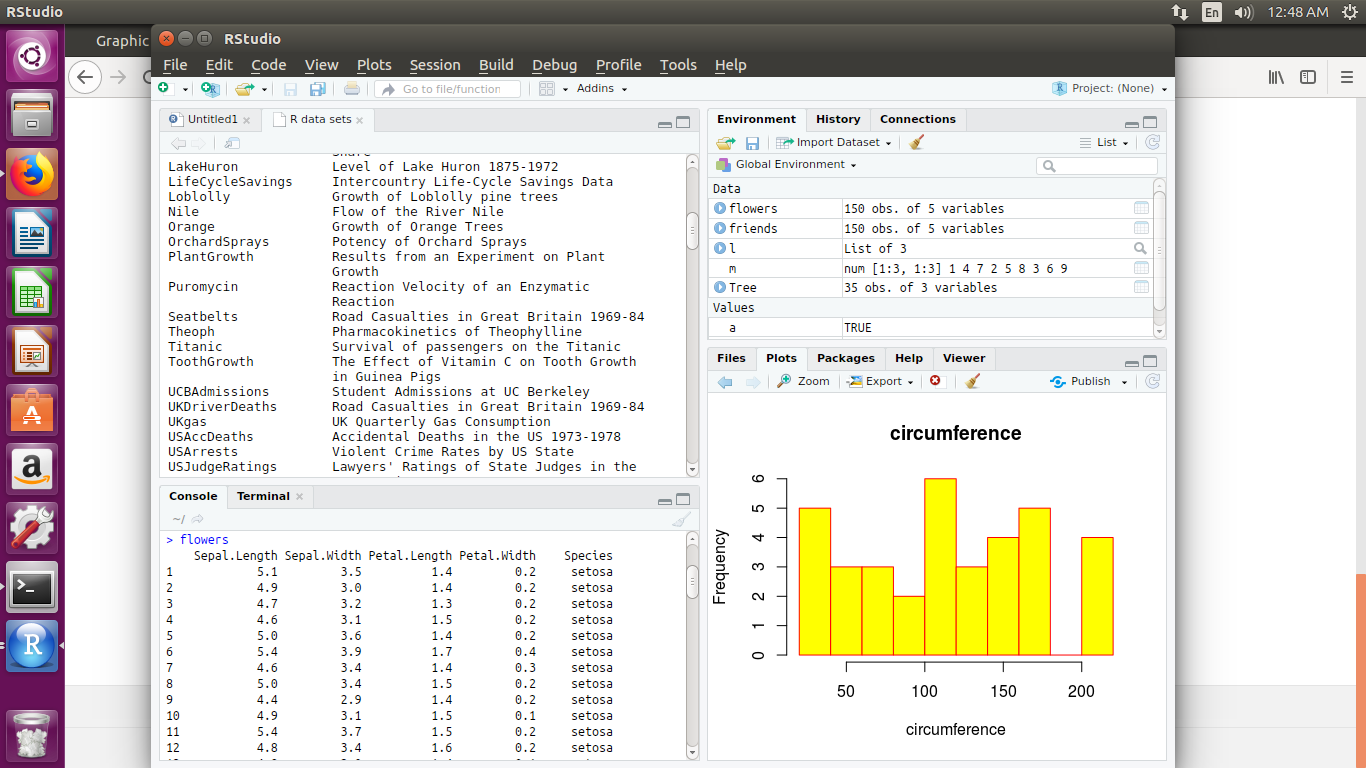 RStudio
En
12:48 AM
Graphic
RStudio
File Edit Code View Plots Session Build Debug Profile Tools Help
Go to file/function
Addins
Project: (None)
Untitled1
R data sets
LakeHuron Level of Lake Huron 1875-1972
LifeCycleSavings Intercountry Life-Cycle Savings Data
Loblolly Growth of Loblolly pine trees
Nile Flow of the River Nile
Orange Growth of Orange Trees
OrchardSprays Potency of Orchard Sprays
PlantGrowth Results from an Experiment on Plant
Growth
Puromycin Reaction Velocity of an Enzymatic
Reaction
Seatbelts Road Casualties in Great Britain 1969-84
Theoph Pharmacokinetics of Theophylline
Titanic Survival of passengers on the Titanic
ToothGrowth The Effect of Vitamin C on Tooth Growth
in Guinea Pigs
UCBAdmissions Student Admissions at UC Berkeley
UKDriverDeaths Road Casualties in Great Britain 1969-84
UKgas UK Quarterly Gas Consumption
USAccDeaths Accidental Deaths in the US 1973-1978
USArrests Violent Crime Rates by US State
USJudgeRatings Lawyers' Ratings of State Judges in the
Console Terminal
~/
> flowers
Sepal.Length Sepal.Width Petal.Length Petal.Width Species
1 5.1 3.5 1.4 0.2 setosa
2 4.9 3.0 1.4 0.2 setosa
3 4.7 3.2 1.3 0.2 setosa
4 4.6 3.1 1.5 0.2 setosa
5 5.0 3.6 1.4 0.2 setosa
6 5.4 3.9 1.7 0.4 setosa
7 4.6 3.4 1.4 0.3 setosa
8 5.0 3.4 1.5 0.2 setosa
9 4.4 2.9 1.4 0.2 setosa
10 4.9 3.1 1.5 0.1 setosa
11 5.4 3.7 1.5 0.2 setosa
12 4.8 3.4 1.6 0.2 setosa
Environment History Connections
Import Dataset
List
Global Environment
Data
flowers 150 obs. of 5 variables
friends 150 obs. of 5 variables
l List of 3
m num [1:3, 1:3] 1 4 7 2 5 8 3 6 9
Tree 35 obs. of 3 variables
Values
a TRUE
Files Plots Packages Help Viewer
Zoom Export Publish
circumference
Frequency
6
5
4
3
2
1
0
50 100 150 200
circumference